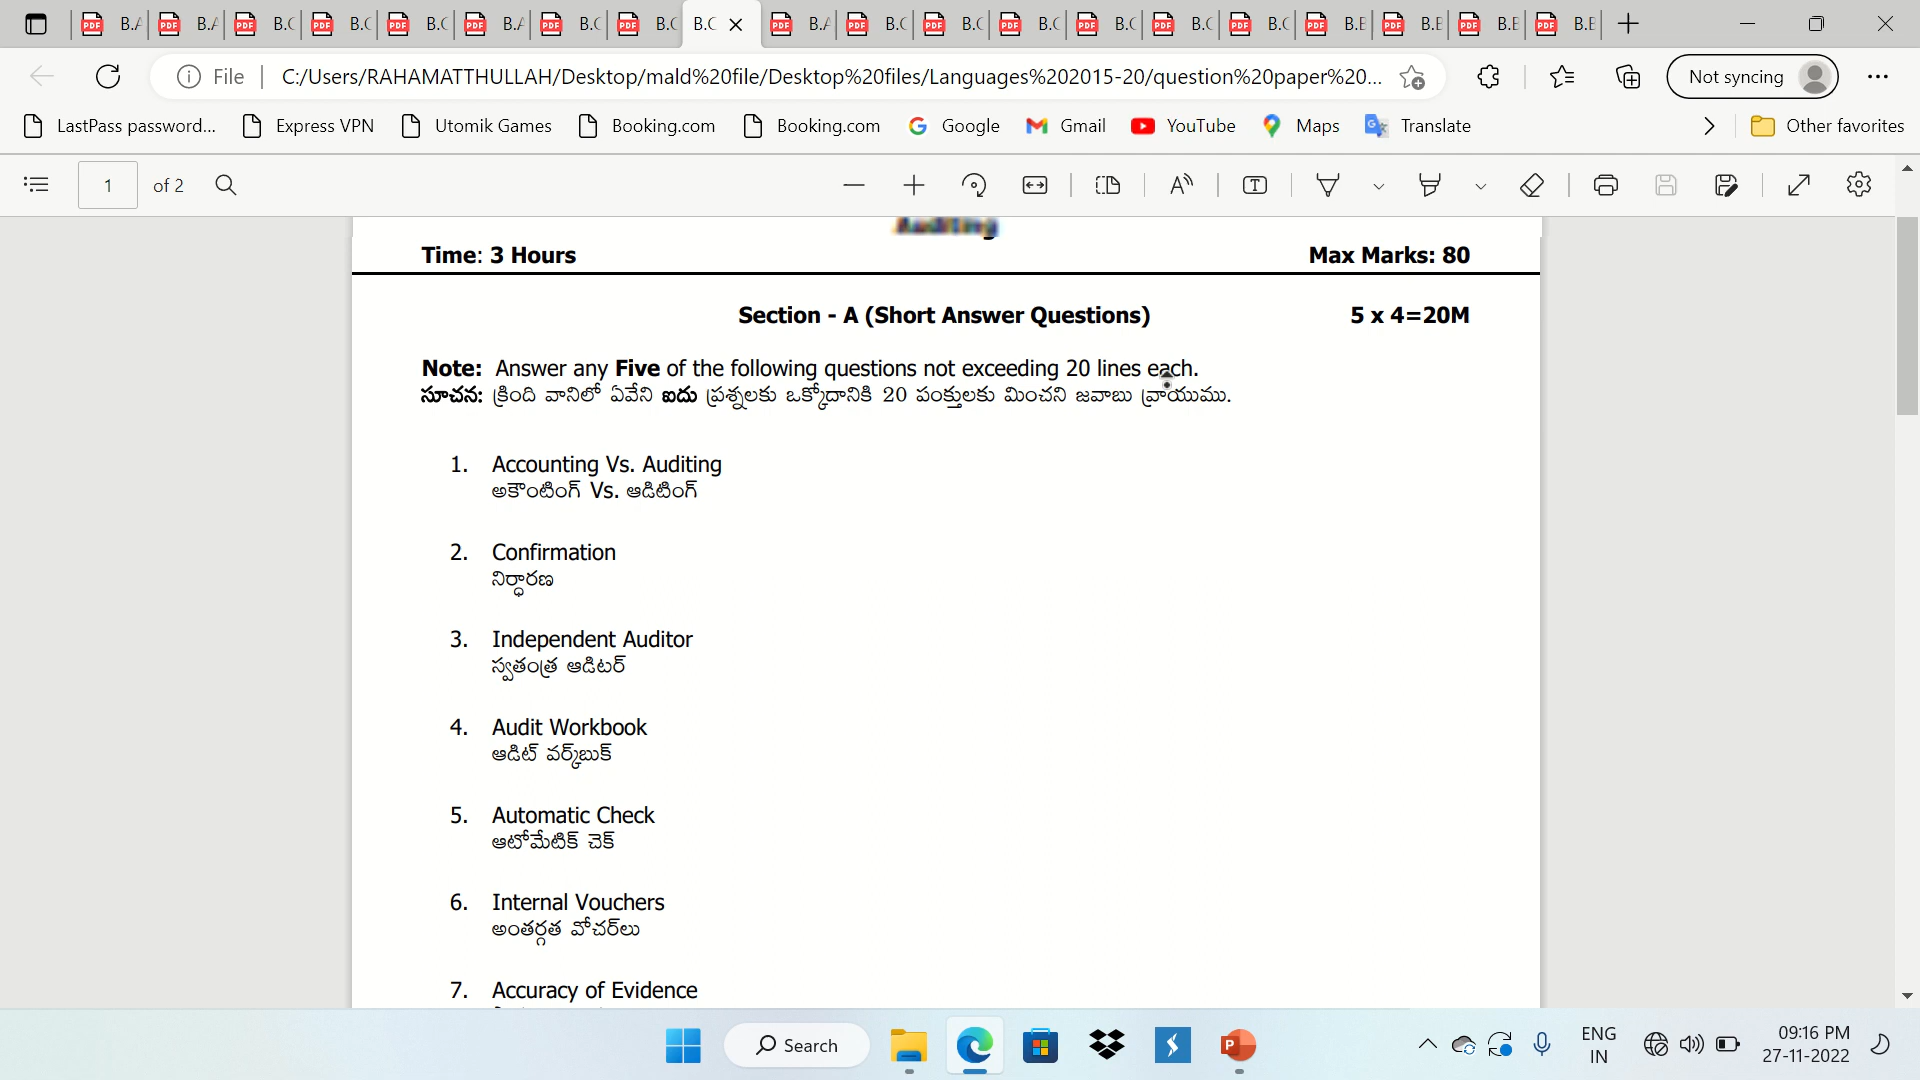 B.A B.A B.C B.C B.C B.A B.C B.C B.C B.A B.C B.C B.C B.C B.C B.C B.E B.E B.E B.E
File C:/Users/RAHAMATTHULLAH/Desktop/mald%20file/Desktop%20files/Languages%202015-20/question%20paper%20... Not syncing
LastPass password... Express VPN Utomik Games Booking.com Booking.com Google Gmail YouTube Maps Translate Other favorites
1 of 2
Auditing
Time: 3 Hours Max Marks: 80
Section - A (Short Answer Questions) 5 x 4=20M
Note: Answer any Five of the following questions not exceeding 20 lines each.
సూచన: క్రింది వానిలో ఏవేని ఐదు ప్రశ్నలకు ఒక్కోదానికి 20 పంక్తులకు మించని జవాబు వ్రాయుము.
1. Accounting Vs. Auditing
అకౌంటింగ్ Vs. ఆడిటింగ్
2. Confirmation
నిర్ధారణ
3. Independent Auditor
స్వతంత్ర ఆడిటర్
4. Audit Workbook
ఆడిట్ వర్క్‌బుక్
5. Automatic Check
ఆటోమేటిక్ చెక్
6. Internal Vouchers
అంతర్గత వోచర్‌లు
7. Accuracy of Evidence
Search ENG IN 09:16 PM 27-11-2022